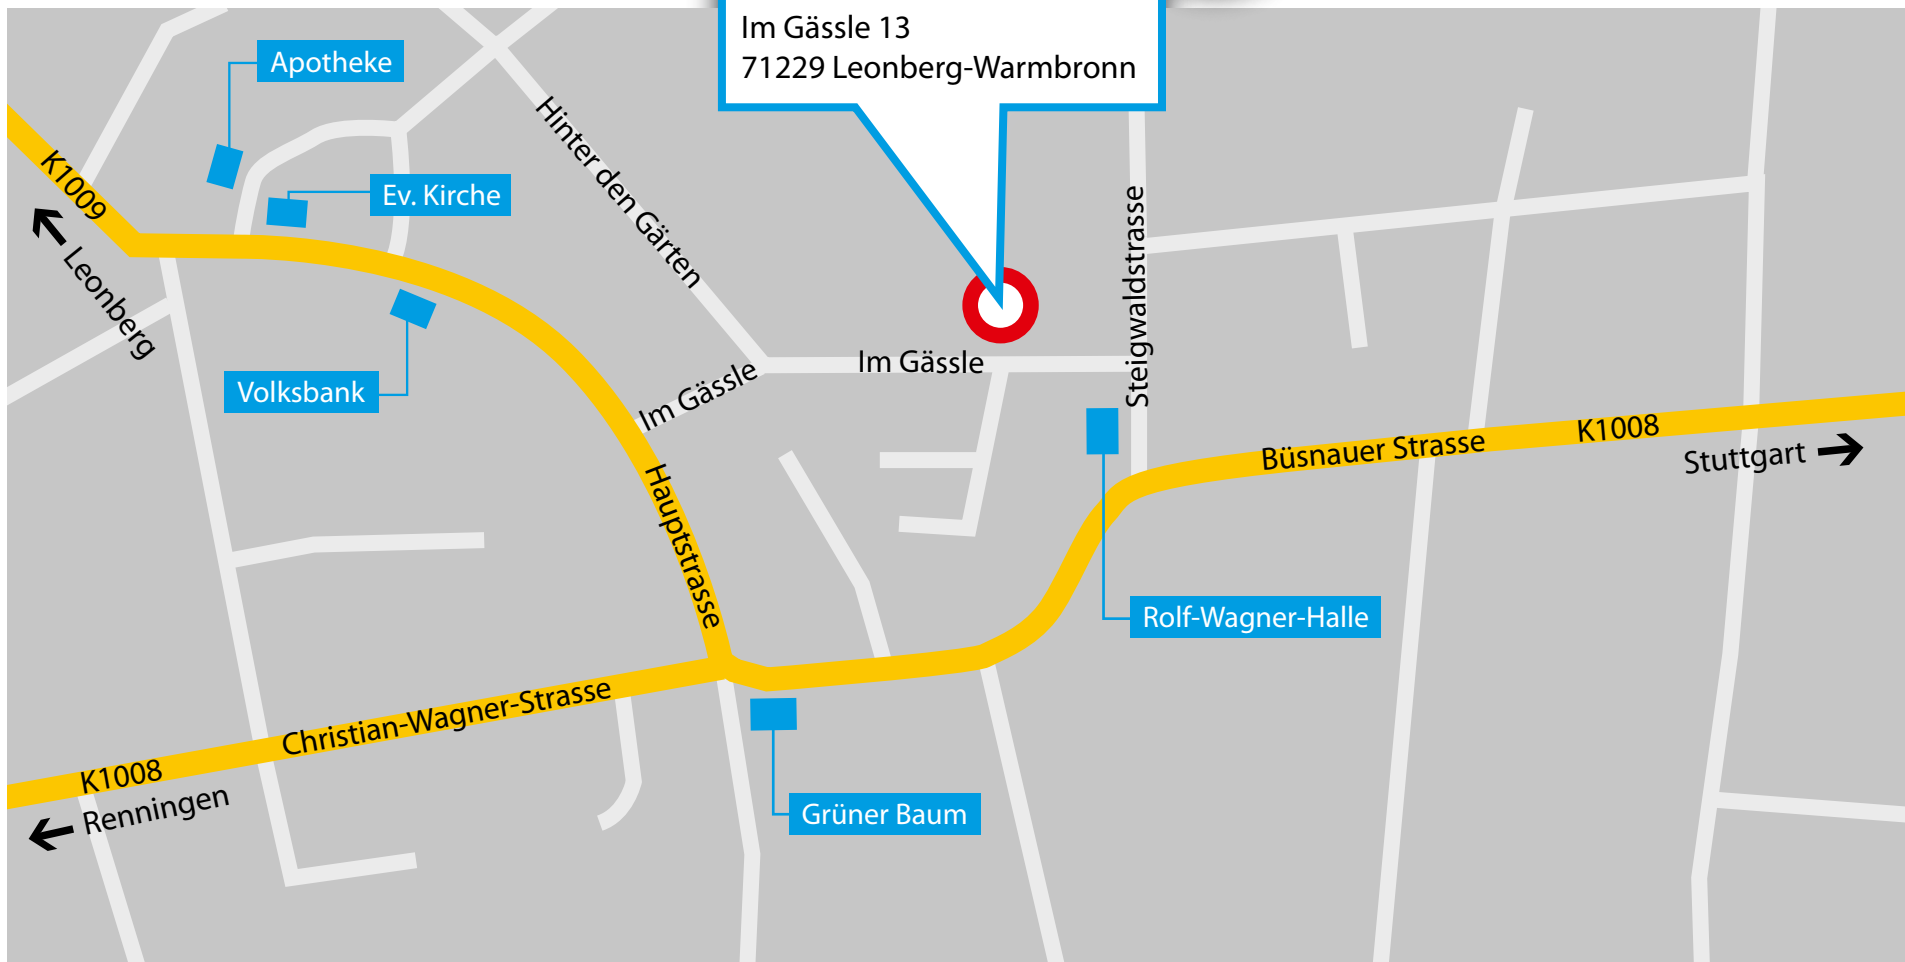 Im Gässle 13
71229 Leonberg-Warmbronn
Apotheke
Hinter den Gärten
K1009
Ev. Kirche
Steigwaldstrasse
Leonberg
Volksbank
Im Gässle
Im Gässle
Büsnauer Strasse
K1008
Stuttgart
Hauptstrasse
Rolf-Wagner-Halle
Christian-Wagner-Strasse
K1008
Renningen
Grüner Baum